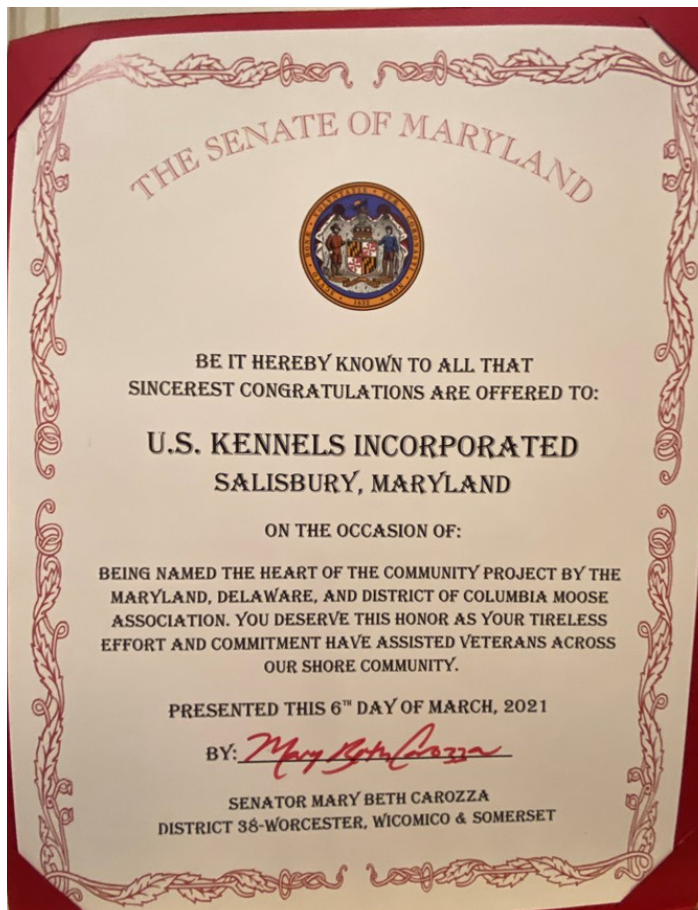 THE SENATE OF MARYLAND
1632
BE IT HEREBY KNOWN TO ALL THAT
SINCEREST CONGRATULATIONS ARE OFFERED TO:
U.S. KENNELS INCORPORATED
SALISBURY, MARYLAND
ON THE OCCASION OF:
BEING NAMED THE HEART OF THE COMMUNITY PROJECT BY THE
MARYLAND, DELAWARE, AND DISTRICT OF COLUMBIA MOOSE
ASSOCIATION. YOU DESERVE THIS HONOR AS YOUR TIRELESS
EFFORT AND COMMITMENT HAVE ASSISTED VETERANS ACROSS
OUR SHORE COMMUNITY.
PRESENTED THIS 6TH DAY OF MARCH, 2021
BY: Mary Beth Carozza
SENATOR MARY BETH CAROZZA
DISTRICT 38-WORCESTER, WICOMICO & SOMERSET